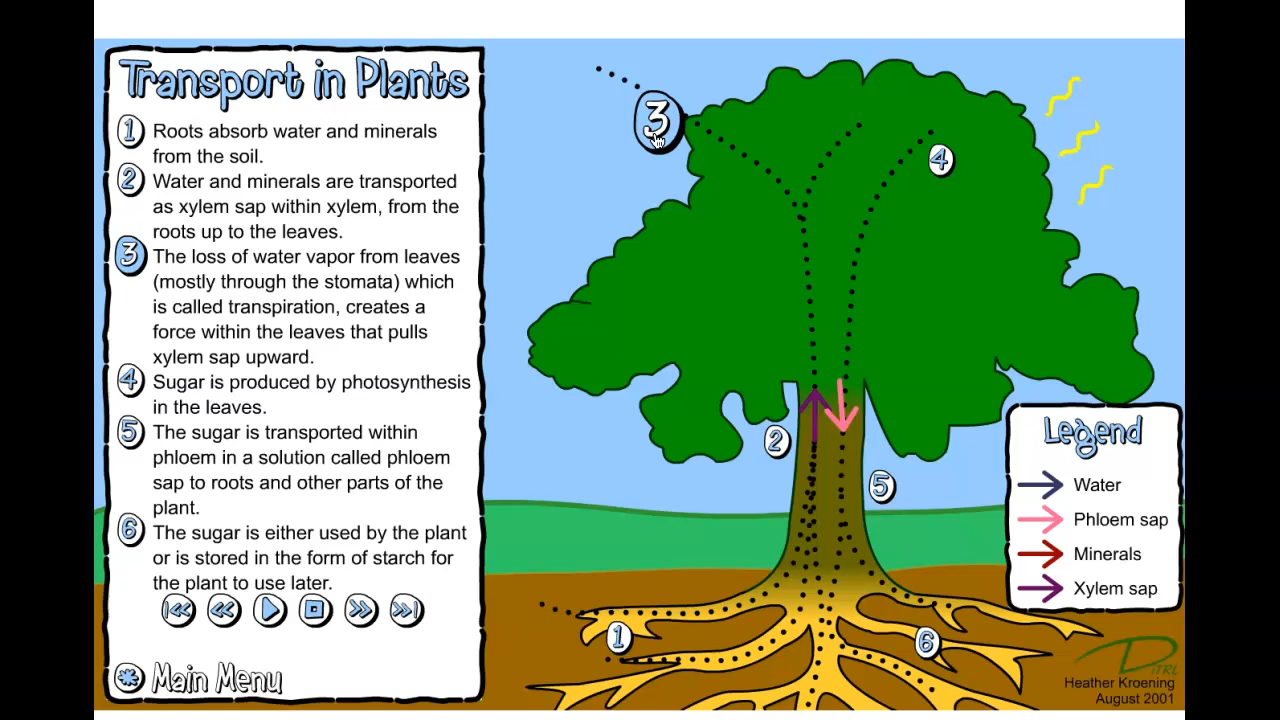 Transport in Plants
1 Roots absorb water and minerals
from the soil.
2 Water and minerals are transported
as xylem sap within xylem, from the
roots up to the leaves.
3 The loss of water vapor from leaves
(mostly through the stomata) which
is called transpiration, creates a
force within the leaves that pulls
xylem sap upward.
4 Sugar is produced by photosynthesis
in the leaves.
5 The sugar is transported within
phloem in a solution called phloem
sap to roots and other parts of the
plant.
6 The sugar is either used by the plant
or is stored in the form of starch for
the plant to use later.
Main Menu
3
4
2
5
1
6
Legend
Water
Phloem sap
Minerals
Xylem sap
DiTRL
Heather Kroening
August 2001